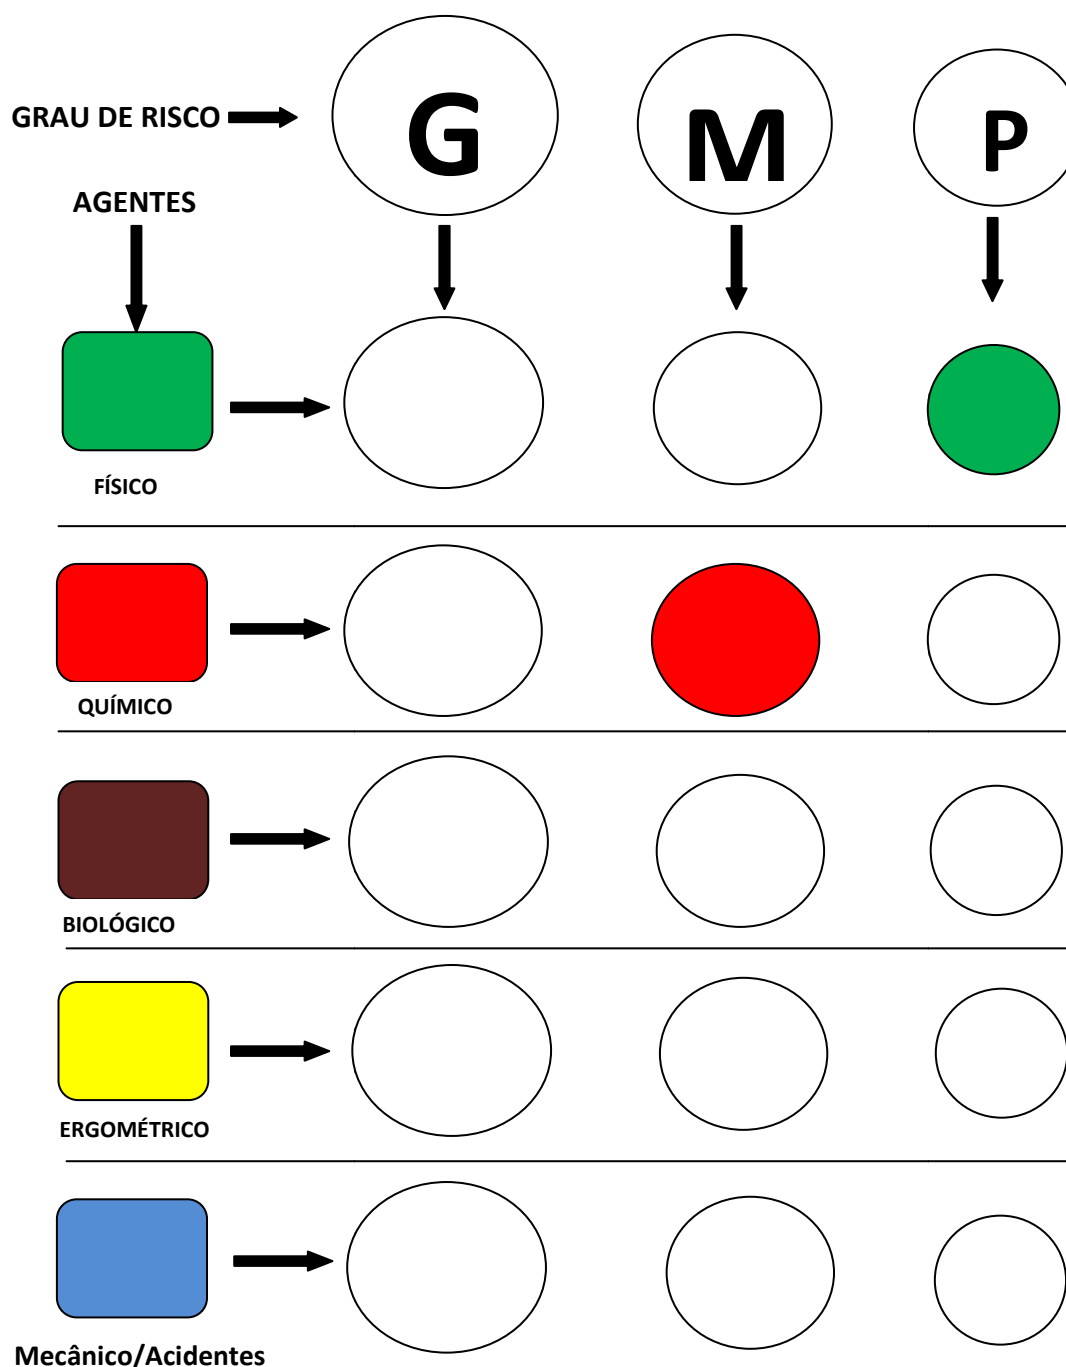 GRAU DE RISCO
G
M
P
AGENTES
FÍSICO
QUÍMICO
BIOLÓGICO
ERGOMÉTRICO
Mecânico/Acidentes